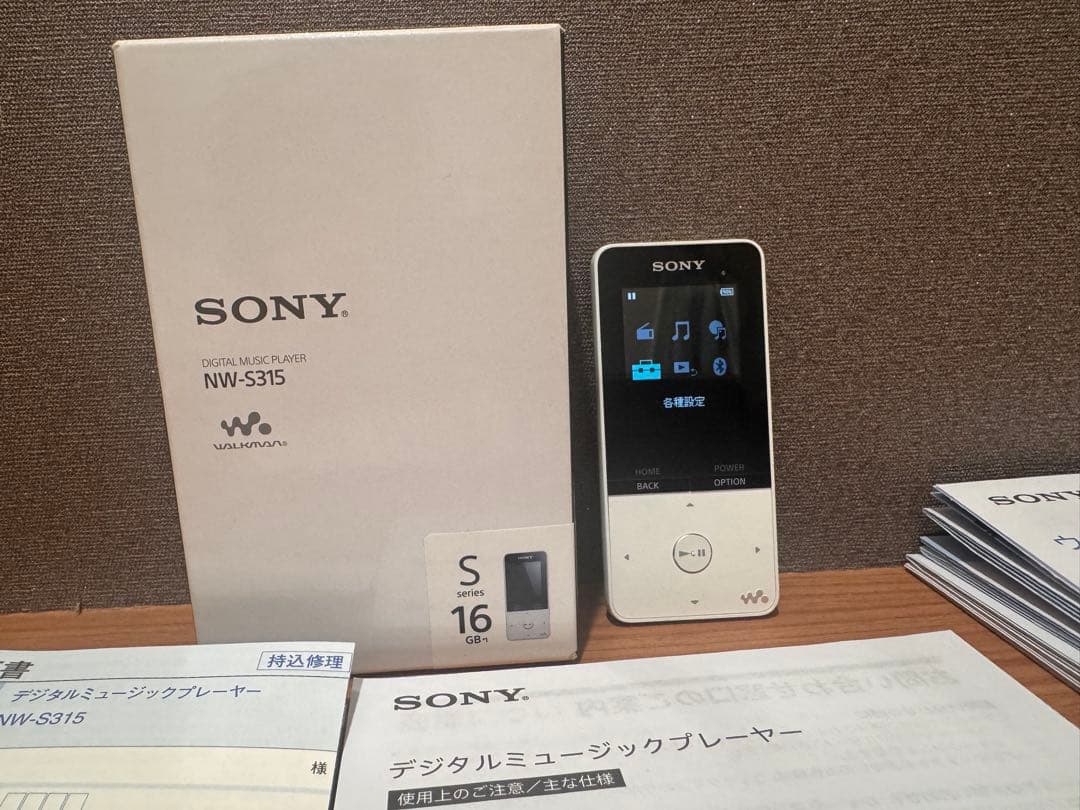 SONY®
DIGITAL MUSIC PLAYER
NW-S315
WALKMAN®
S
series
16
GB*1
SONY
SONY
各種設定
HOME
POWER
BACK
OPTION
SONY
書
持込修理
デジタルミュージックプレーヤー
NW-S315
様
SONY®
デジタルミュージックプレーヤー
使用上のご注意／主な仕様